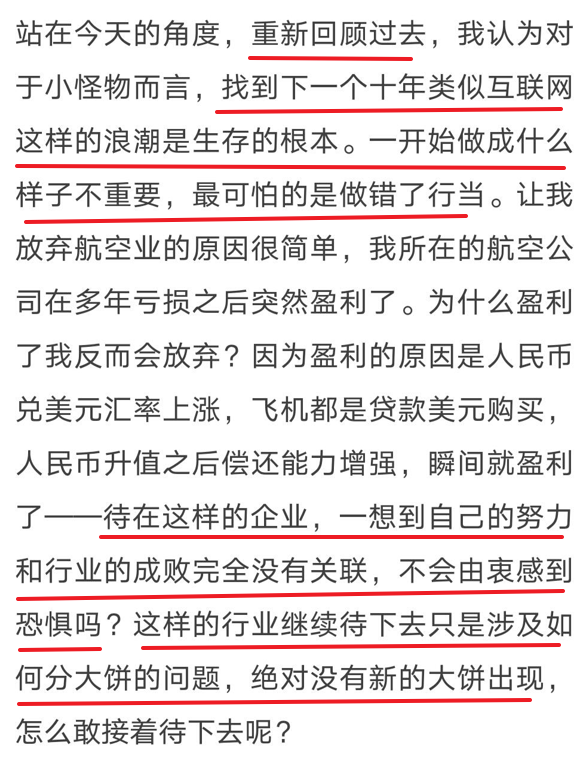 站在今天的角度，重新回顾过去，我认为对
于小怪物而言，找到下一个十年类似互联网
这样的浪潮是生存的根本。一开始做成什么
样子不重要，最可怕的是做错了行当。让我
放弃航空业的原因很简单，我所在的航空公
司在多年亏损之后突然盈利了。为什么盈利
了我反而会放弃？因为盈利的原因是人民币
兑美元汇率上涨，飞机都是贷款美元购买，
人民币升值之后偿还能力增强，瞬间就盈利
了——待在这样的企业，一想到自己的努力
和行业的成败完全没有关联，不会由衷感到
恐惧吗？这样的行业继续待下去只是涉及如
何分大饼的问题，绝对没有新的大饼出现，
怎么敢接着待下去呢？